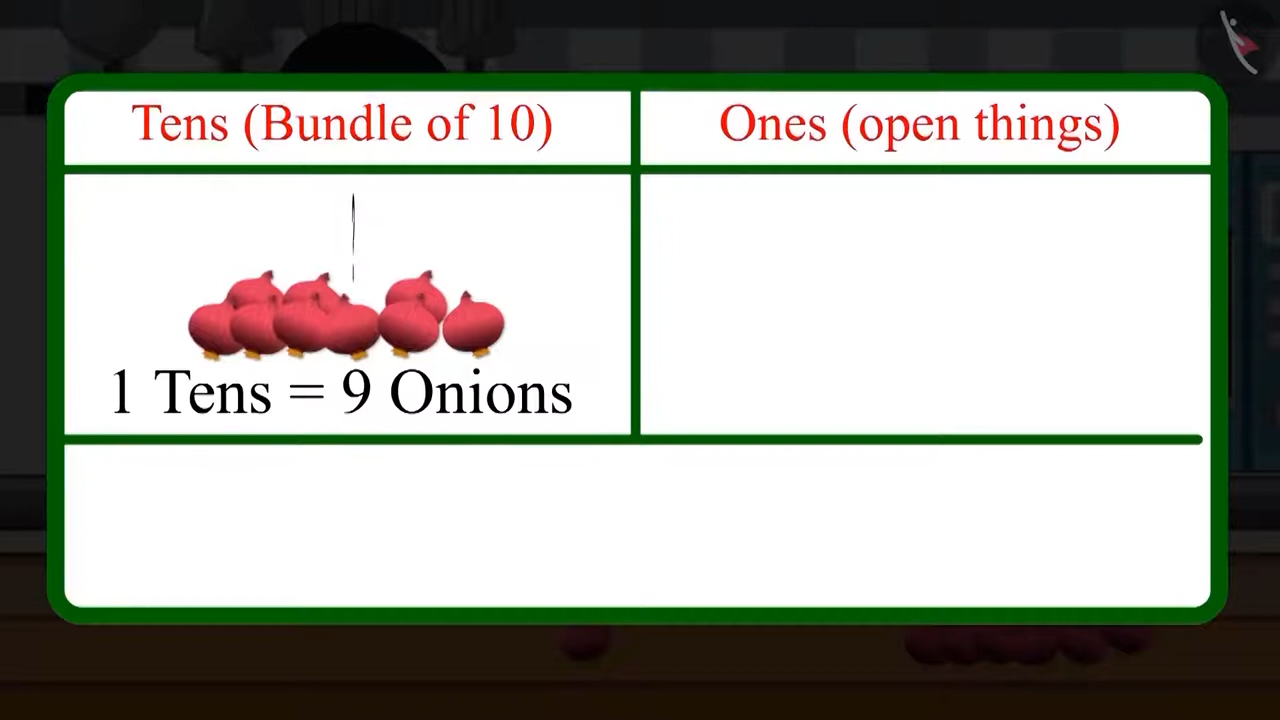 Tens (Bundle of 10)
Ones (open things)
1 Tens = 9 Onions